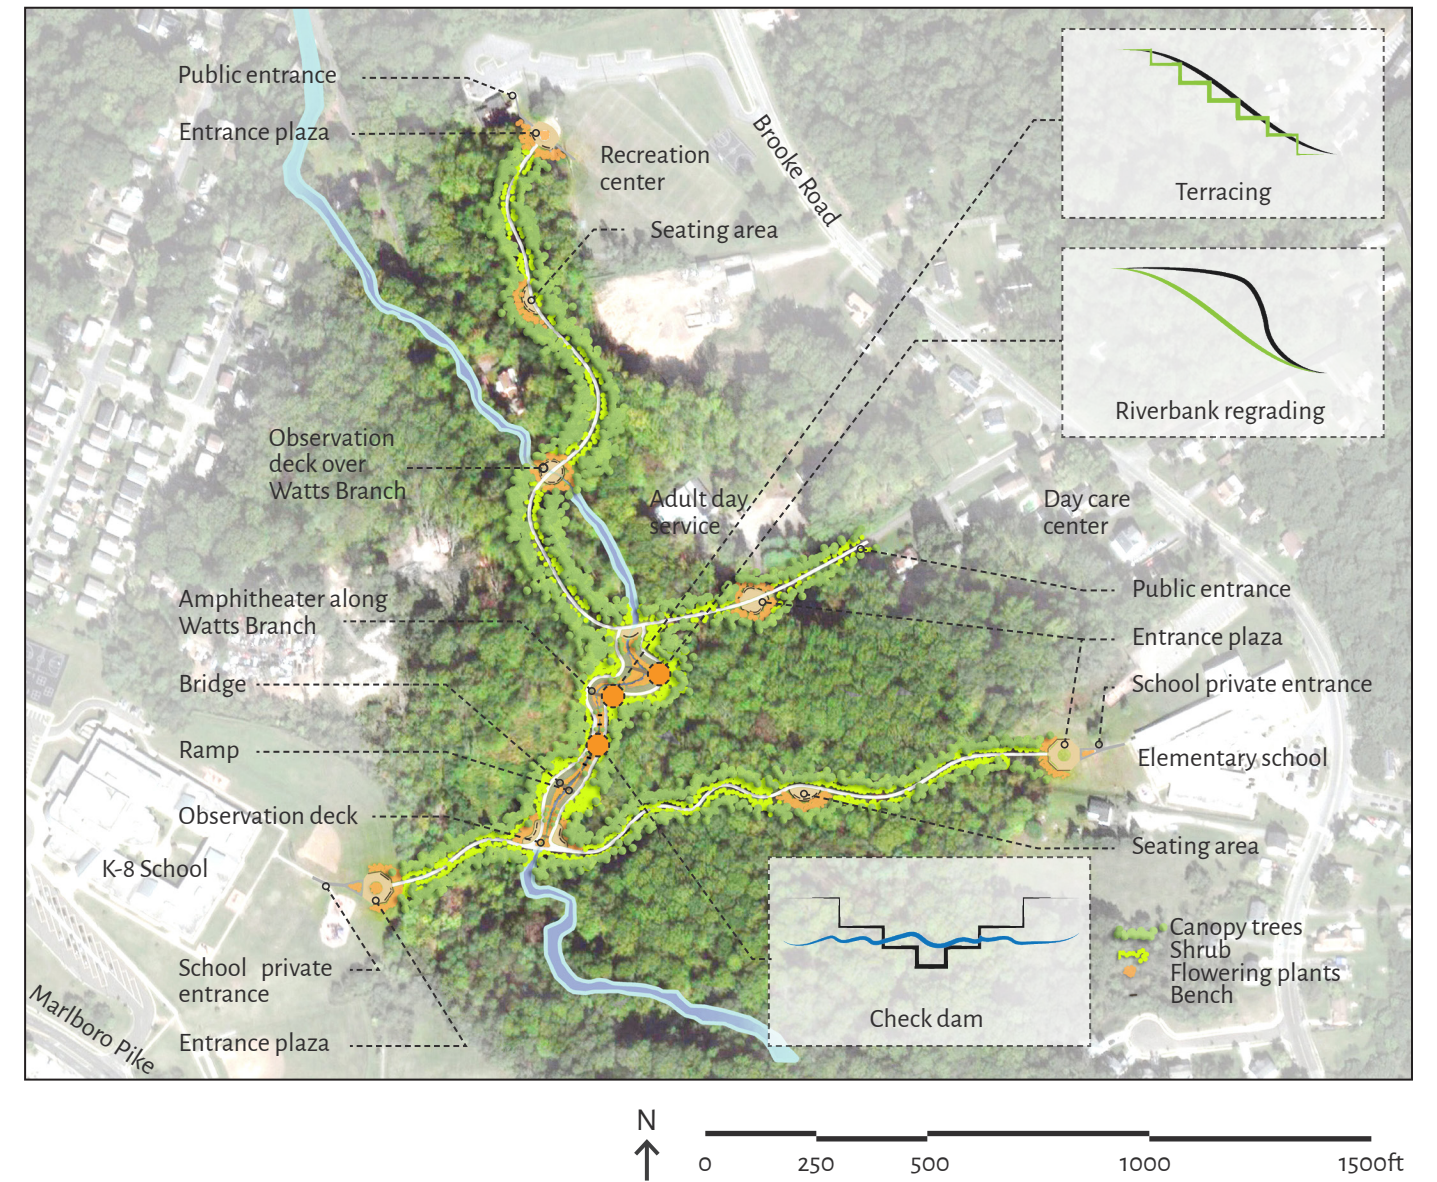 Public entrance
Entrance plaza
Recreation
center
Seating area
Brooke Road
Terracing
Riverbank regrading
Observation
deck over
Watts Branch
Adult day
service
Day care
center
Public entrance
Entrance plaza
School private entrance
Elementary school
Amphitheater along
Watts Branch
Bridge
Ramp
Observation deck
K-8 School
Seating area
School private
entrance
Entrance plaza
Marlboro Pike
Check dam
Canopy trees
Shrub
Flowering plants
Bench
N
0 250 500 1000 1500ft